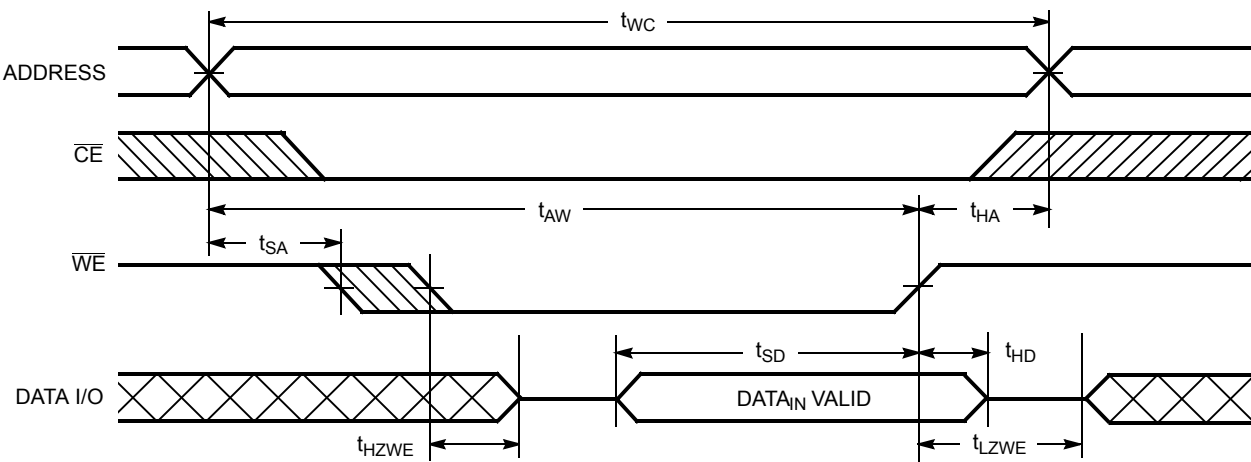 tWC
ADDRESS
CE
tAW
tHA
tSA
WE
tSD
tHD
DATA I/O
DATAIN VALID
tHZWE
tLZWE